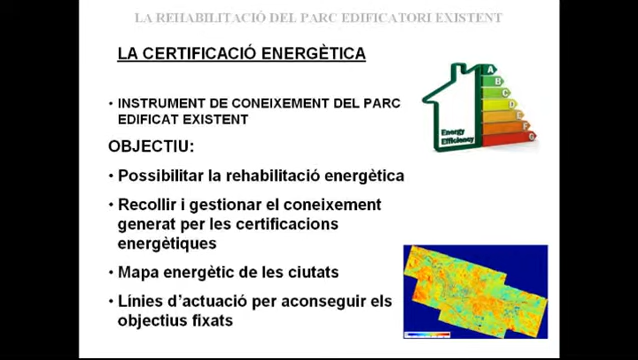 LA REHABILITACIÓ DEL PARC EDIFICATORI EXISTENT
LA CERTIFICACIÓ ENERGÈTICA
• INSTRUMENT DE CONEIXEMENT DEL PARC
EDIFICAT EXISTENT
OBJECTIU:
• Possibilitar la rehabilitació energètica
• Recollir i gestionar el coneixement
generat per les certificacions
energètiques
• Mapa energètic de les ciutats
• Línies d'actuació per aconseguir els
objectius fixats
A
B
C
D
E
F
G
Energy
Efficiency